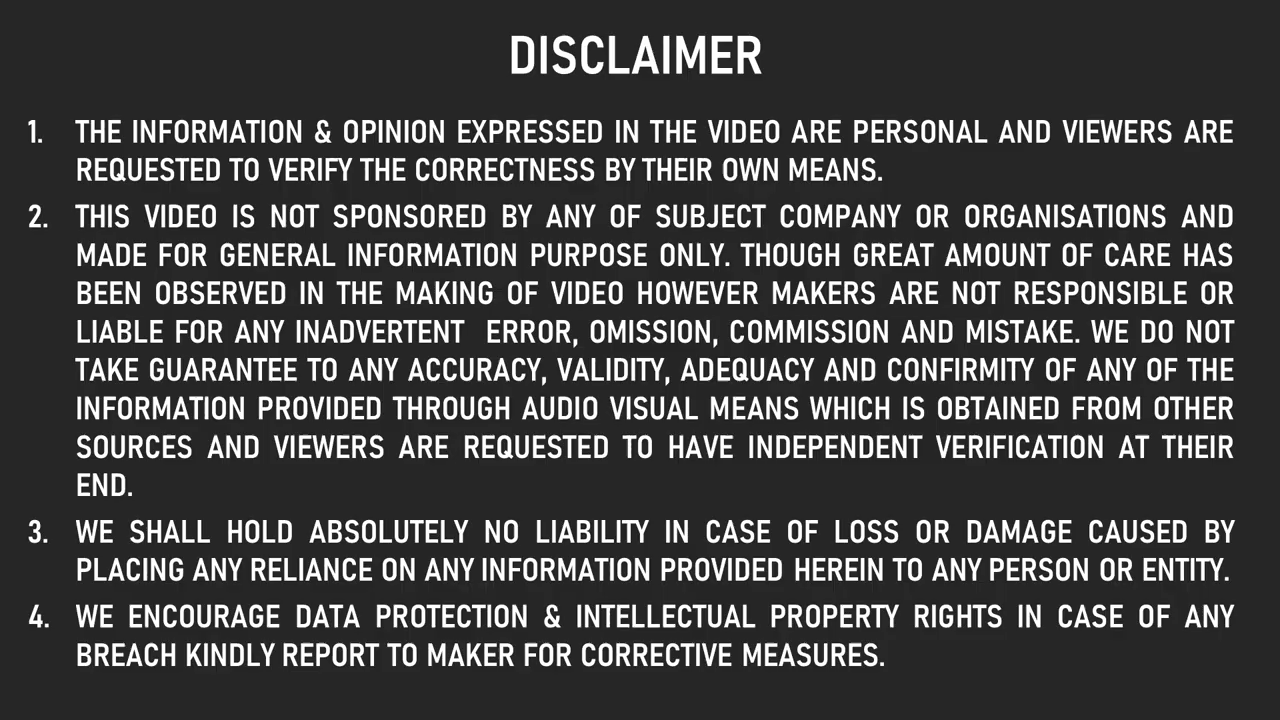 DISCLAIMER
1. THE INFORMATION & OPINION EXPRESSED IN THE VIDEO ARE PERSONAL AND VIEWERS ARE
REQUESTED TO VERIFY THE CORRECTNESS BY THEIR OWN MEANS.
2. THIS VIDEO IS NOT SPONSORED BY ANY OF SUBJECT COMPANY OR ORGANISATIONS AND
MADE FOR GENERAL INFORMATION PURPOSE ONLY. THOUGH GREAT AMOUNT OF CARE HAS
BEEN OBSERVED IN THE MAKING OF VIDEO HOWEVER MAKERS ARE NOT RESPONSIBLE OR
LIABLE FOR ANY INADVERTENT ERROR, OMISSION, COMMISSION AND MISTAKE. WE DO NOT
TAKE GUARANTEE TO ANY ACCURACY, VALIDITY, ADEQUACY AND CONFIRMITY OF ANY OF THE
INFORMATION PROVIDED THROUGH AUDIO VISUAL MEANS WHICH IS OBTAINED FROM OTHER
SOURCES AND VIEWERS ARE REQUESTED TO HAVE INDEPENDENT VERIFICATION AT THEIR
END.
3. WE SHALL HOLD ABSOLUTELY NO LIABILITY IN CASE OF LOSS OR DAMAGE CAUSED BY
PLACING ANY RELIANCE ON ANY INFORMATION PROVIDED HEREIN TO ANY PERSON OR ENTITY.
4. WE ENCOURAGE DATA PROTECTION & INTELLECTUAL PROPERTY RIGHTS IN CASE OF ANY
BREACH KINDLY REPORT TO MAKER FOR CORRECTIVE MEASURES.